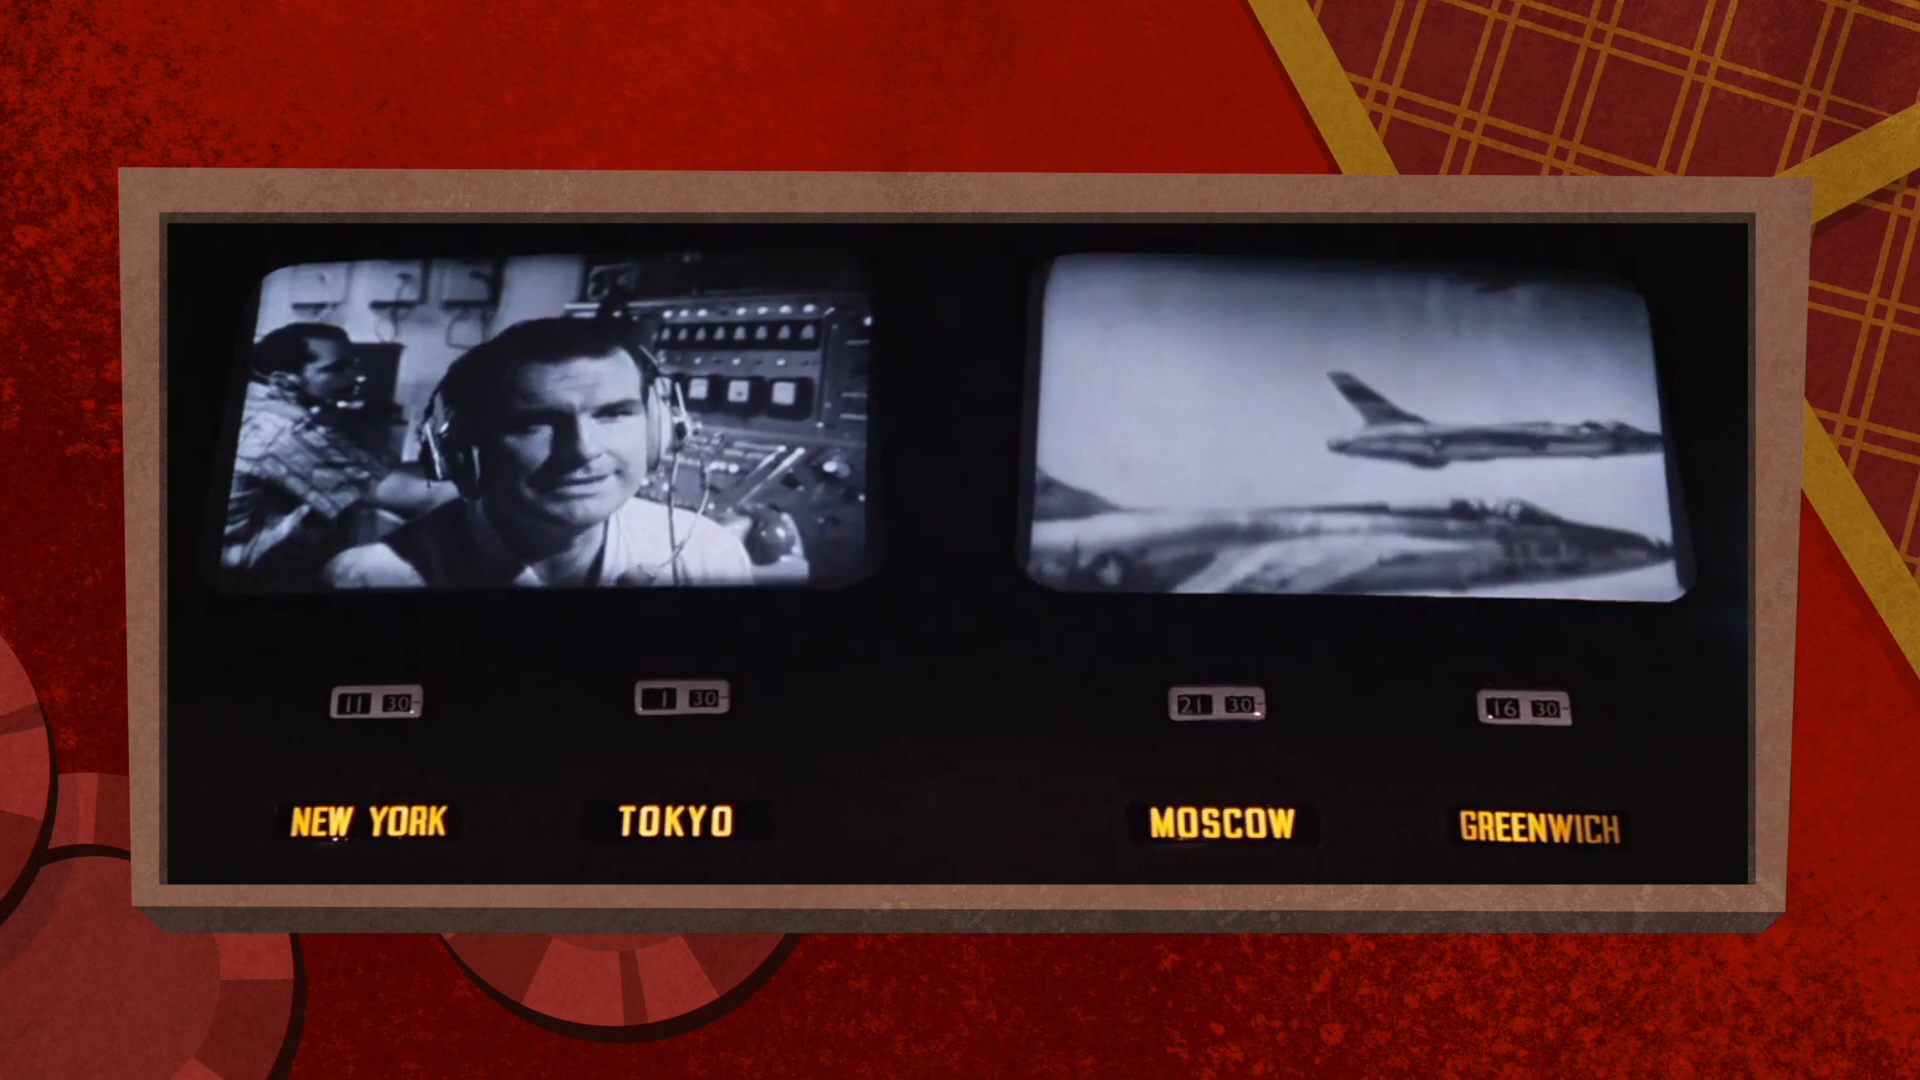 11 30
1 30
21 30
16 30
NEW YORK
TOKYO
MOSCOW
GREENWICH